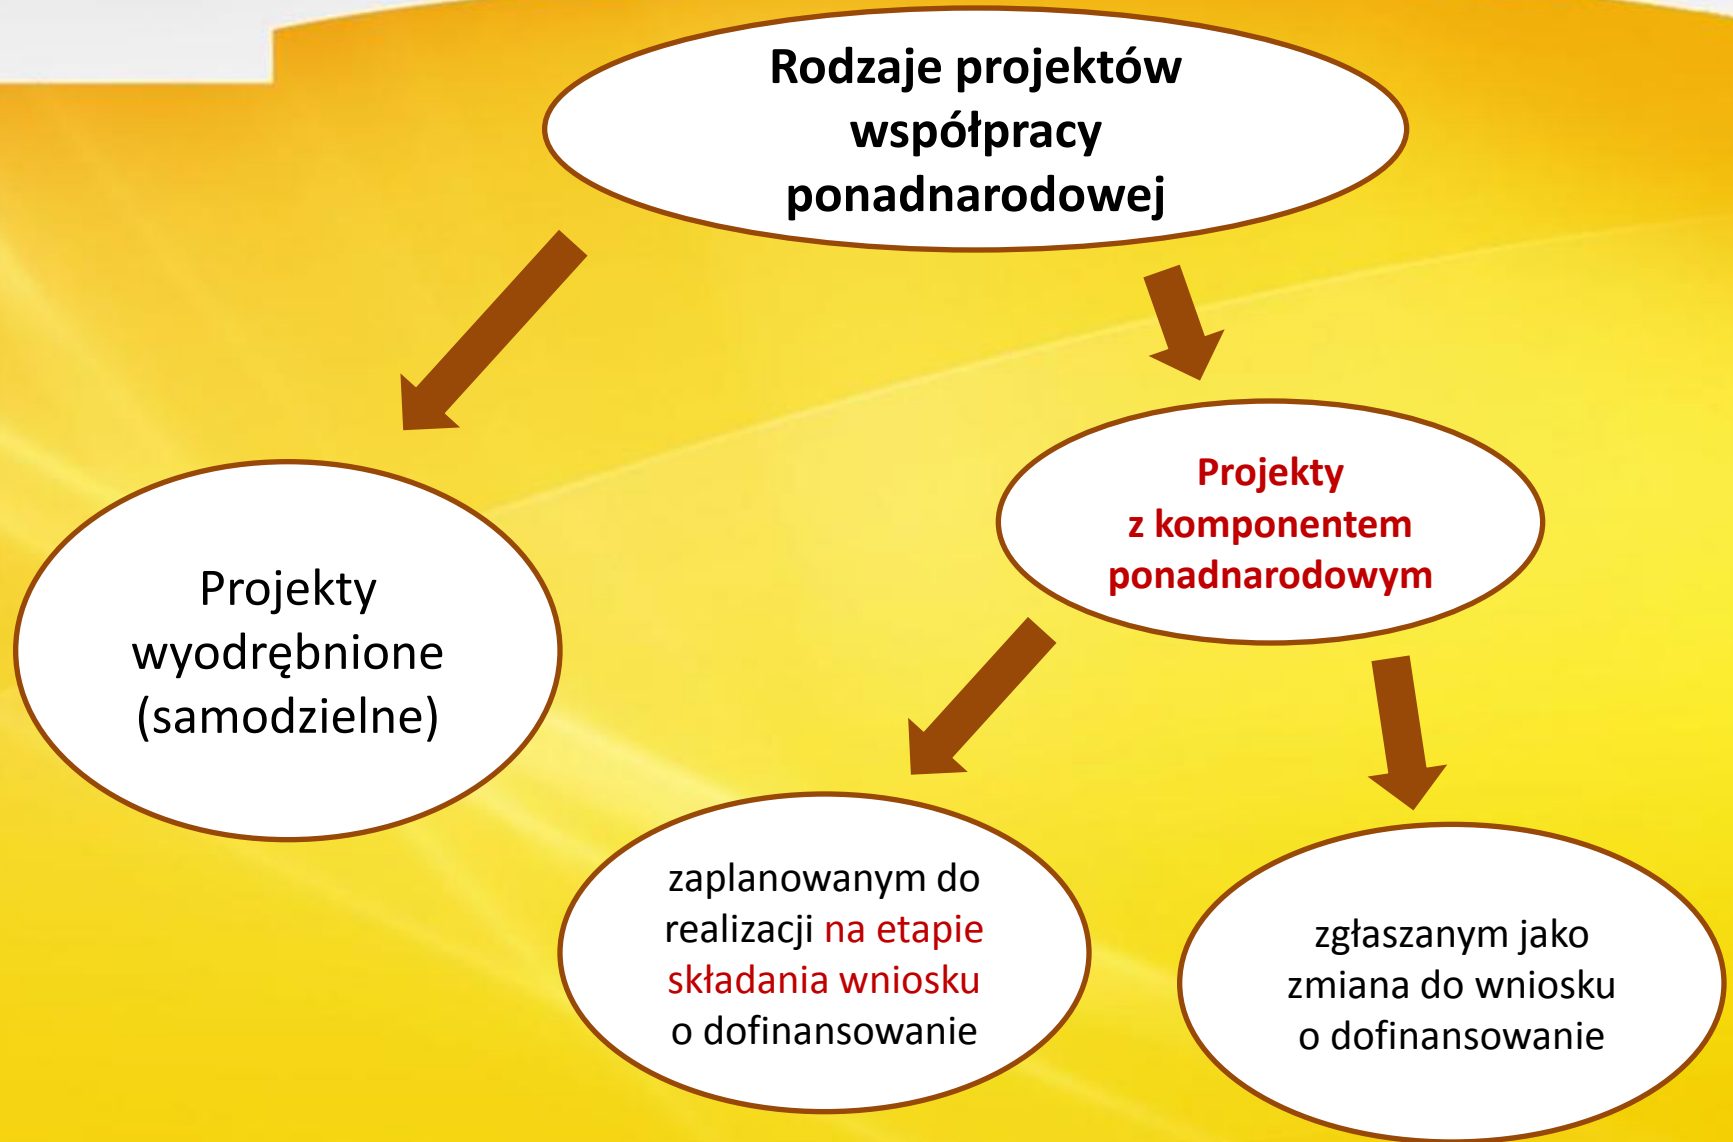 Rodzaje projektów
współpracy
ponadnarodowej
Projekty
wyodrębnione
(samodzielne)
Projekty
z komponentem
ponadnarodowym
zaplanowanym do
realizacji na etapie
składania wniosku
o dofinansowanie
zgłaszanym jako
zmiana do wniosku
o dofinansowanie